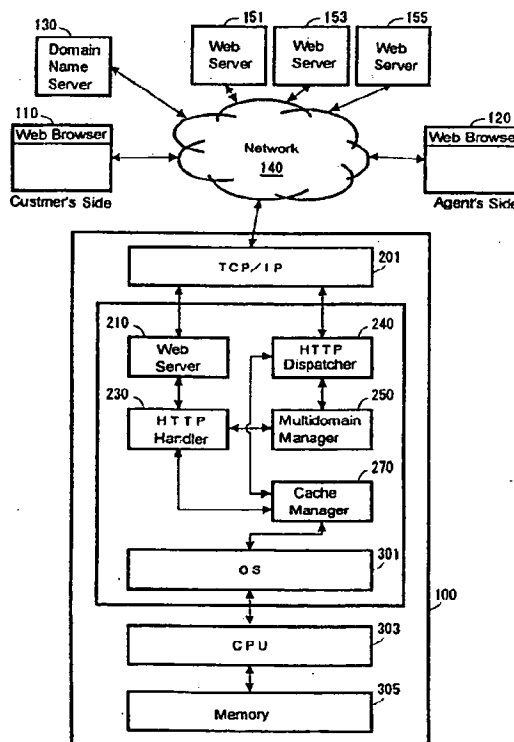 151
153
155
130
Domain
Name
Server
Web
Server
Web
Server
Web
Server
110
Web Browser
Custmer's Side
Network
140
120
Web Browser
Agent's Side
TCP/IP
201
210
Web
Server
240
HTTP
Dispatcher
230
HTTP
Handler
250
Multidomain
Manager
270
Cache
Manager
OS
301
100
CPU
303
Memory
305